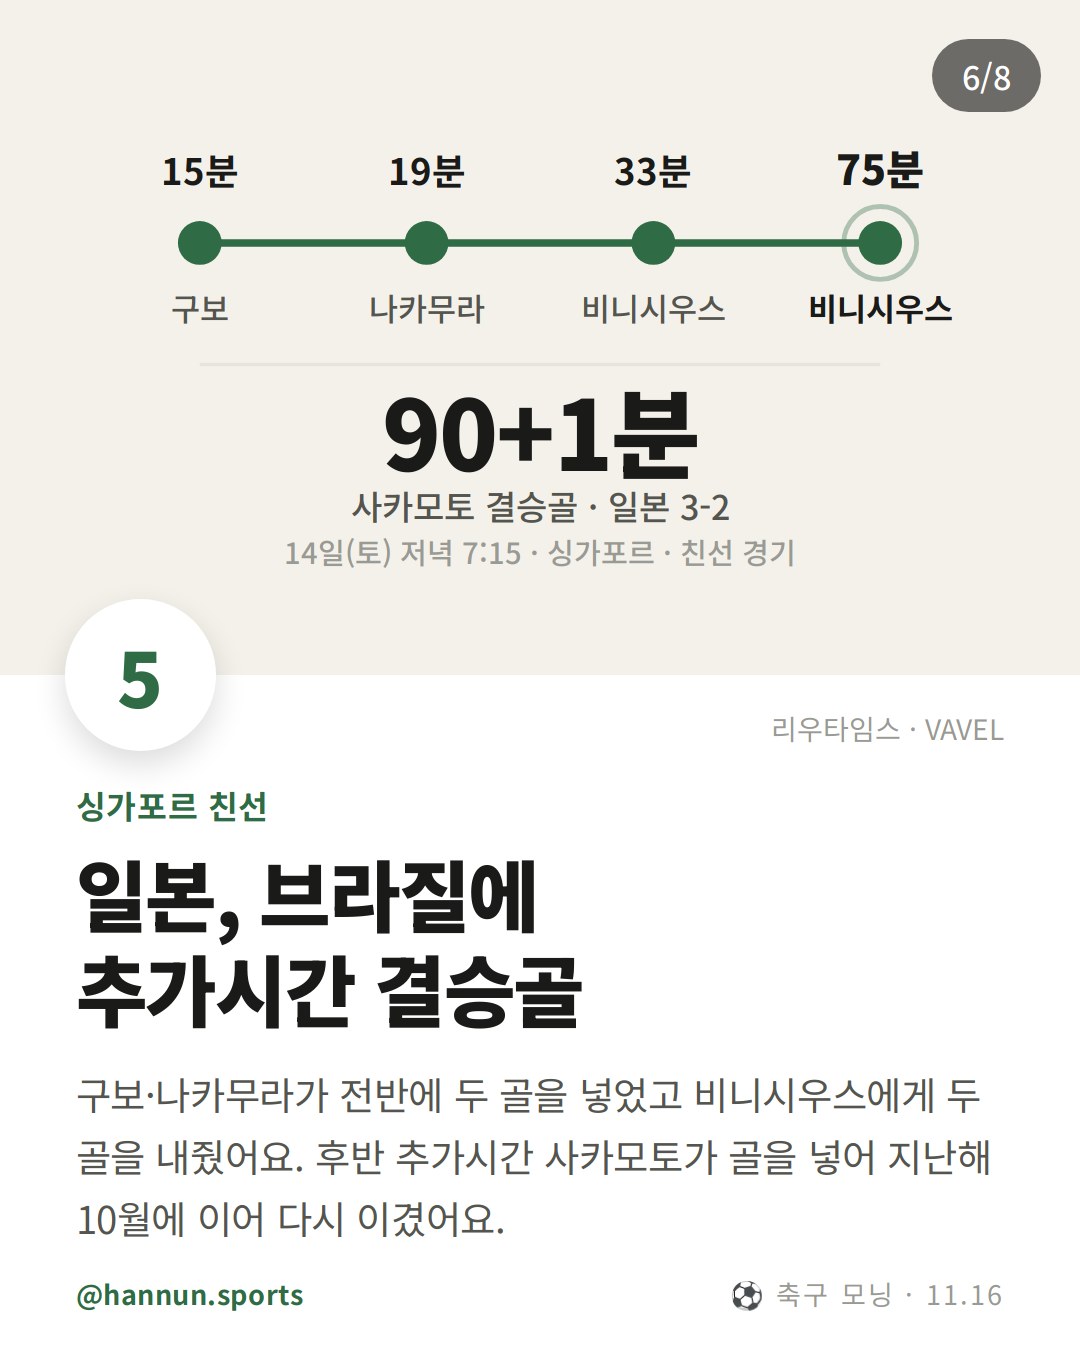 6/8
15분 19분 33분 75분
구보 나카무라 비니시우스 비니시우스
90+1분
사카모토 결승골 · 일본 3-2
14일(토) 저녁 7:15 · 싱가포르 · 친선 경기
5
리우타임스 · VAVEL
싱가포르 친선
일본, 브라질에
추가시간 결승골
구보·나카무라가 전반에 두 골을 넣었고 비니시우스에게 두
골을 내줬어요. 후반 추가시간 사카모토가 골을 넣어 지난해
10월에 이어 다시 이겼어요.
@hannun.sports
⚽ 축구 모닝 · 11.16